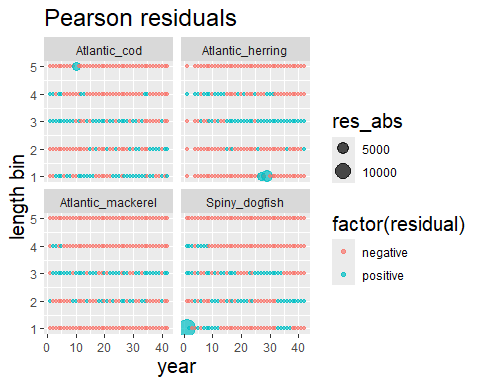 Pearson residuals
Atlantic_cod
Atlantic_herring
5
4
3
2
1
Atlantic_mackerel
Spiny_dogfish
5
4
3
2
1
0 10 20 30 40
0 10 20 30 40
length bin
year
res_abs
5000
10000
factor(residual)
negative
positive